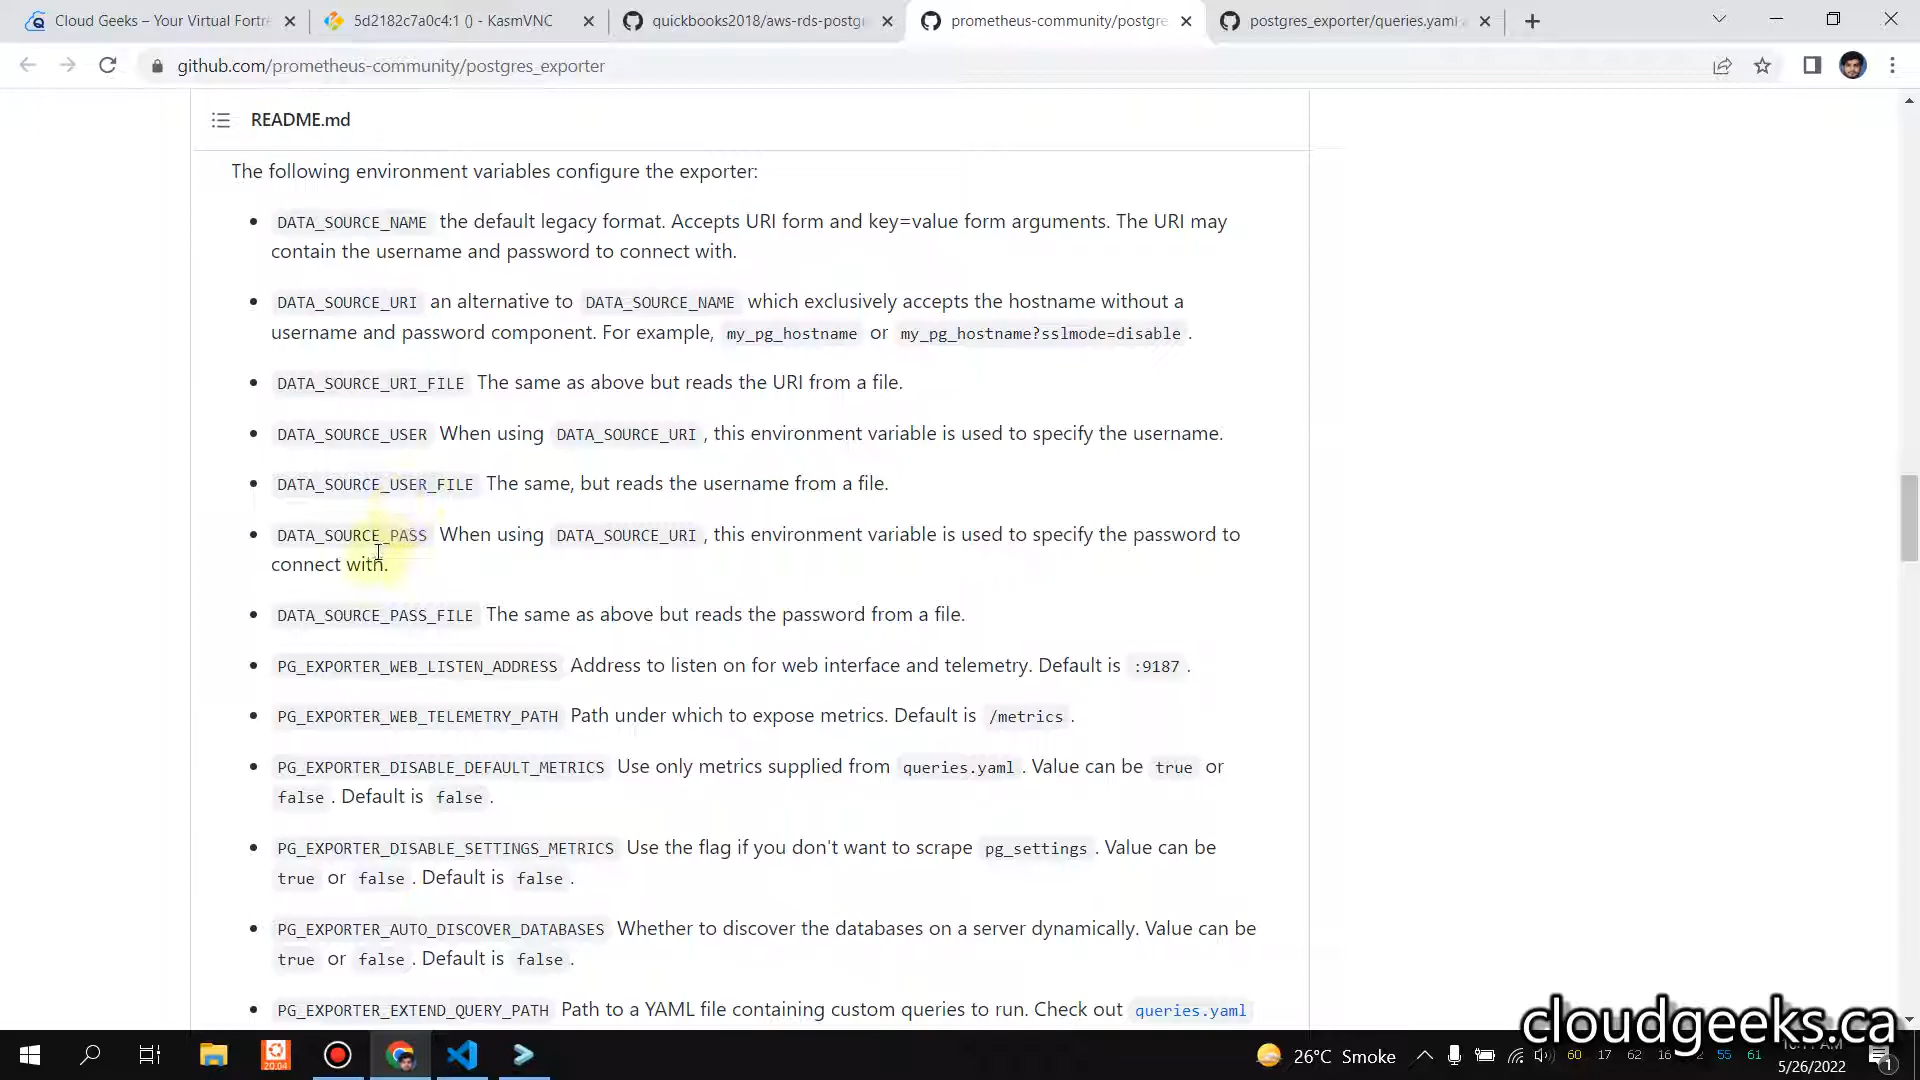 Cloud Geeks – Your Virtual Fortre
5d2182c7a0c4:1 () - KasmVNC
quickbooks2018/aws-rds-postgr
prometheus-community/postgre
postgres_exporter/queries.yaml
github.com/prometheus-community/postgres_exporter
README.md
The following environment variables configure the exporter:
DATA_SOURCE_NAME the default legacy format. Accepts URI form and key=value form arguments. The URI may
contain the username and password to connect with.
DATA_SOURCE_URI an alternative to DATA_SOURCE_NAME which exclusively accepts the hostname without a
username and password component. For example, my_pg_hostname or my_pg_hostname?sslmode=disable .
DATA_SOURCE_URI_FILE The same as above but reads the URI from a file.
DATA_SOURCE_USER When using DATA_SOURCE_URI , this environment variable is used to specify the username.
DATA_SOURCE_USER_FILE The same, but reads the username from a file.
DATA_SOURCE_PASS When using DATA_SOURCE_URI , this environment variable is used to specify the password to
connect with.
DATA_SOURCE_PASS_FILE The same as above but reads the password from a file.
PG_EXPORTER_WEB_LISTEN_ADDRESS Address to listen on for web interface and telemetry. Default is :9187 .
PG_EXPORTER_WEB_TELEMETRY_PATH Path under which to expose metrics. Default is /metrics .
PG_EXPORTER_DISABLE_DEFAULT_METRICS Use only metrics supplied from queries.yaml . Value can be true or
false . Default is false .
PG_EXPORTER_DISABLE_SETTINGS_METRICS Use the flag if you don't want to scrape pg_settings . Value can be
true or false . Default is false .
PG_EXPORTER_AUTO_DISCOVER_DATABASES Whether to discover the databases on a server dynamically. Value can be
true or false . Default is false .
PG_EXPORTER_EXTEND_QUERY_PATH Path to a YAML file containing custom queries to run. Check out queries.yaml
cloudgeeks.ca
20.04
26°C Smoke
60 17 62 16 2 55 61
5/26/2022
1